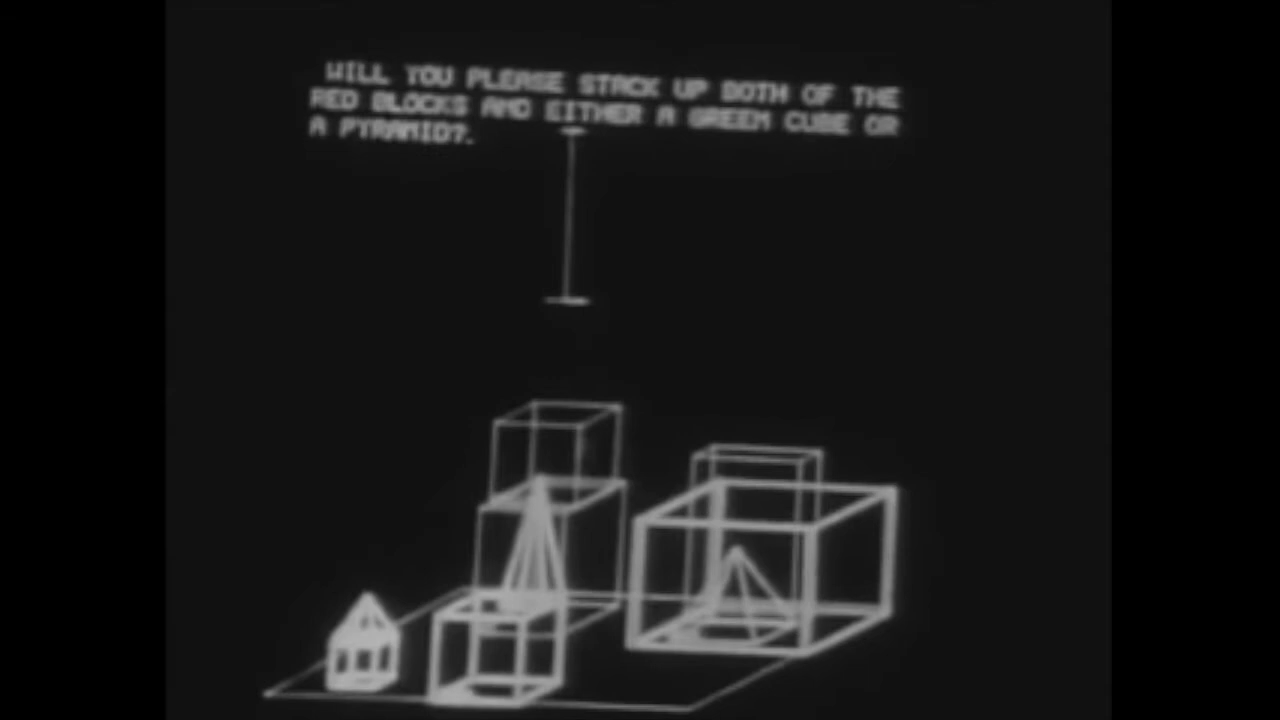 WILL YOU PLEASE STACK UP BOTH OF THE
RED BLOCKS AND EITHER A GREEN CUBE OR
A PYRAMID?.